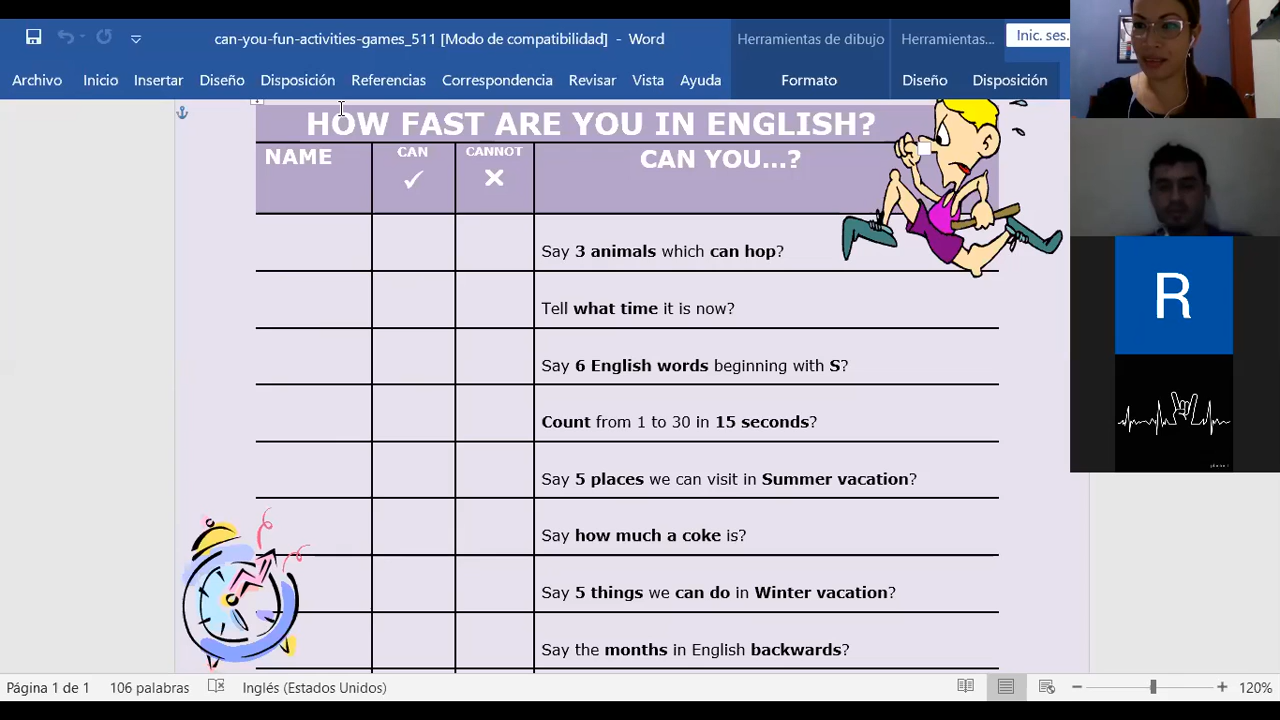 can-you-fun-activities-games_511 [Modo de compatibilidad] - Word
Herramientas de dibujo
Herramientas...
Inic. ses.
Archivo Inicio Insertar Diseño Disposición Referencias Correspondencia Revisar Vista Ayuda Formato Diseño Disposición
HOW FAST ARE YOU IN ENGLISH?
NAME CAN CANNOT CAN YOU...?
✓ ✕
Say 3 animals which can hop?
Tell what time it is now?
Say 6 English words beginning with S?
Count from 1 to 30 in 15 seconds?
Say 5 places we can visit in Summer vacation?
Say how much a coke is?
Say 5 things we can do in Winter vacation?
Say the months in English backwards?
R
Página 1 de 1 106 palabras Inglés (Estados Unidos) 120%